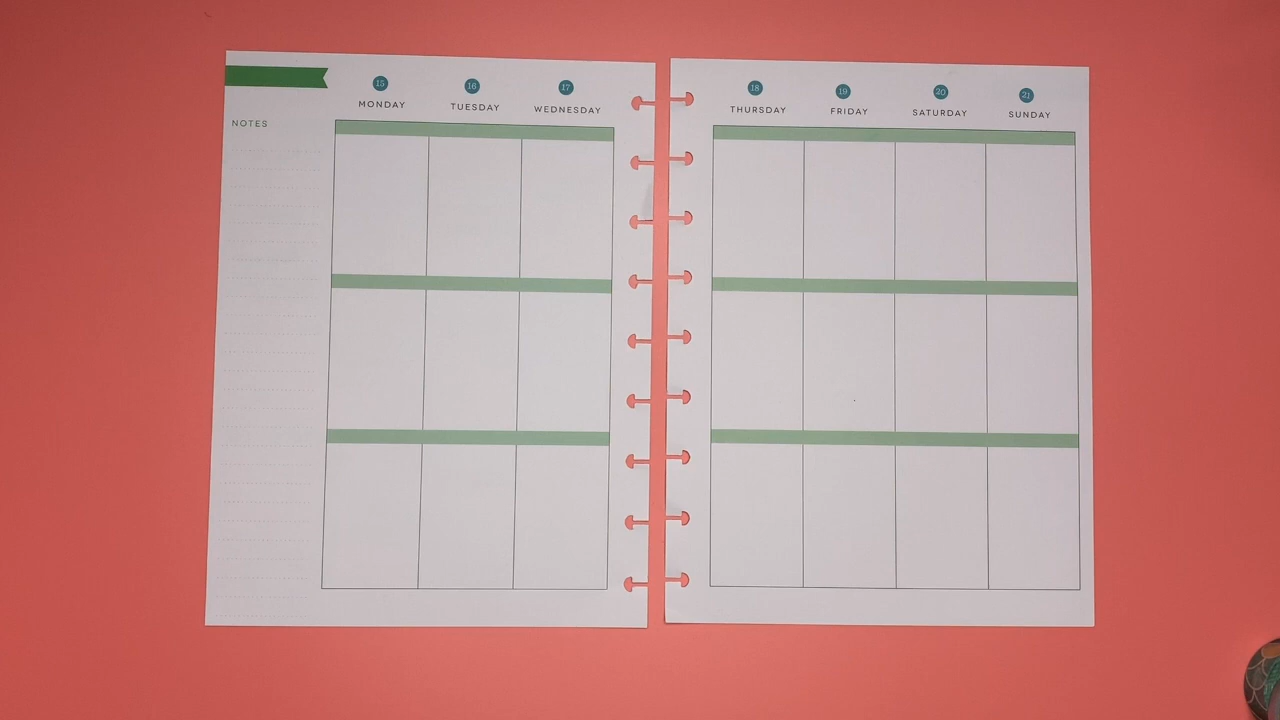 15 16 17
MONDAY TUESDAY WEDNESDAY
NOTES
18 19 20 21
THURSDAY FRIDAY SATURDAY SUNDAY